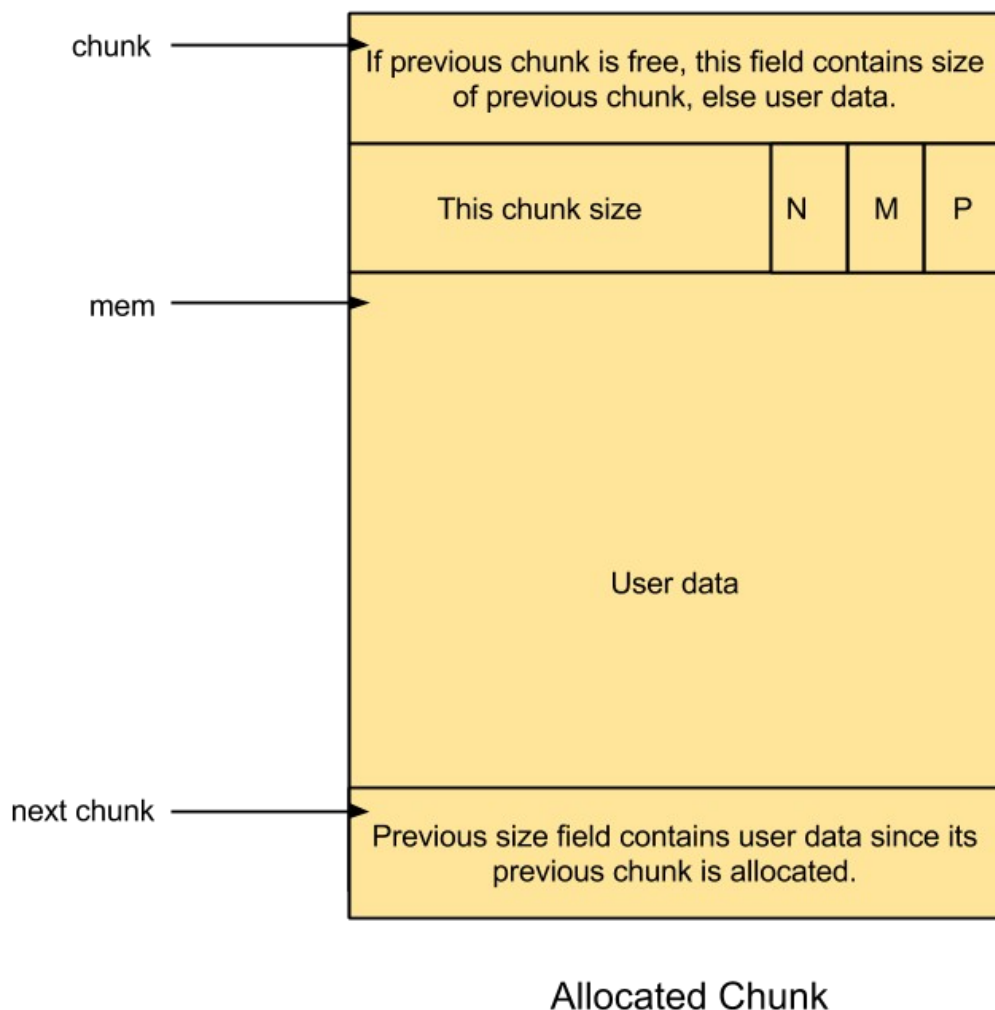 chunk
If previous chunk is free, this field contains size
of previous chunk, else user data.
This chunk size
N
M
P
mem
User data
next chunk
Previous size field contains user data since its
previous chunk is allocated.
Allocated Chunk